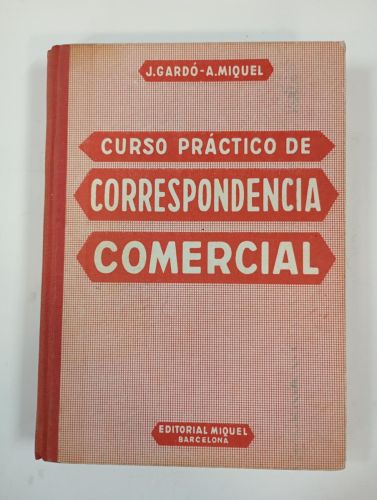 J.GARDÓ-A.MIQUEL
CURSO PRÁCTICO DE
CORRESPONDENCIA
COMERCIAL
EDITORIAL MIQUEL
BARCELONA